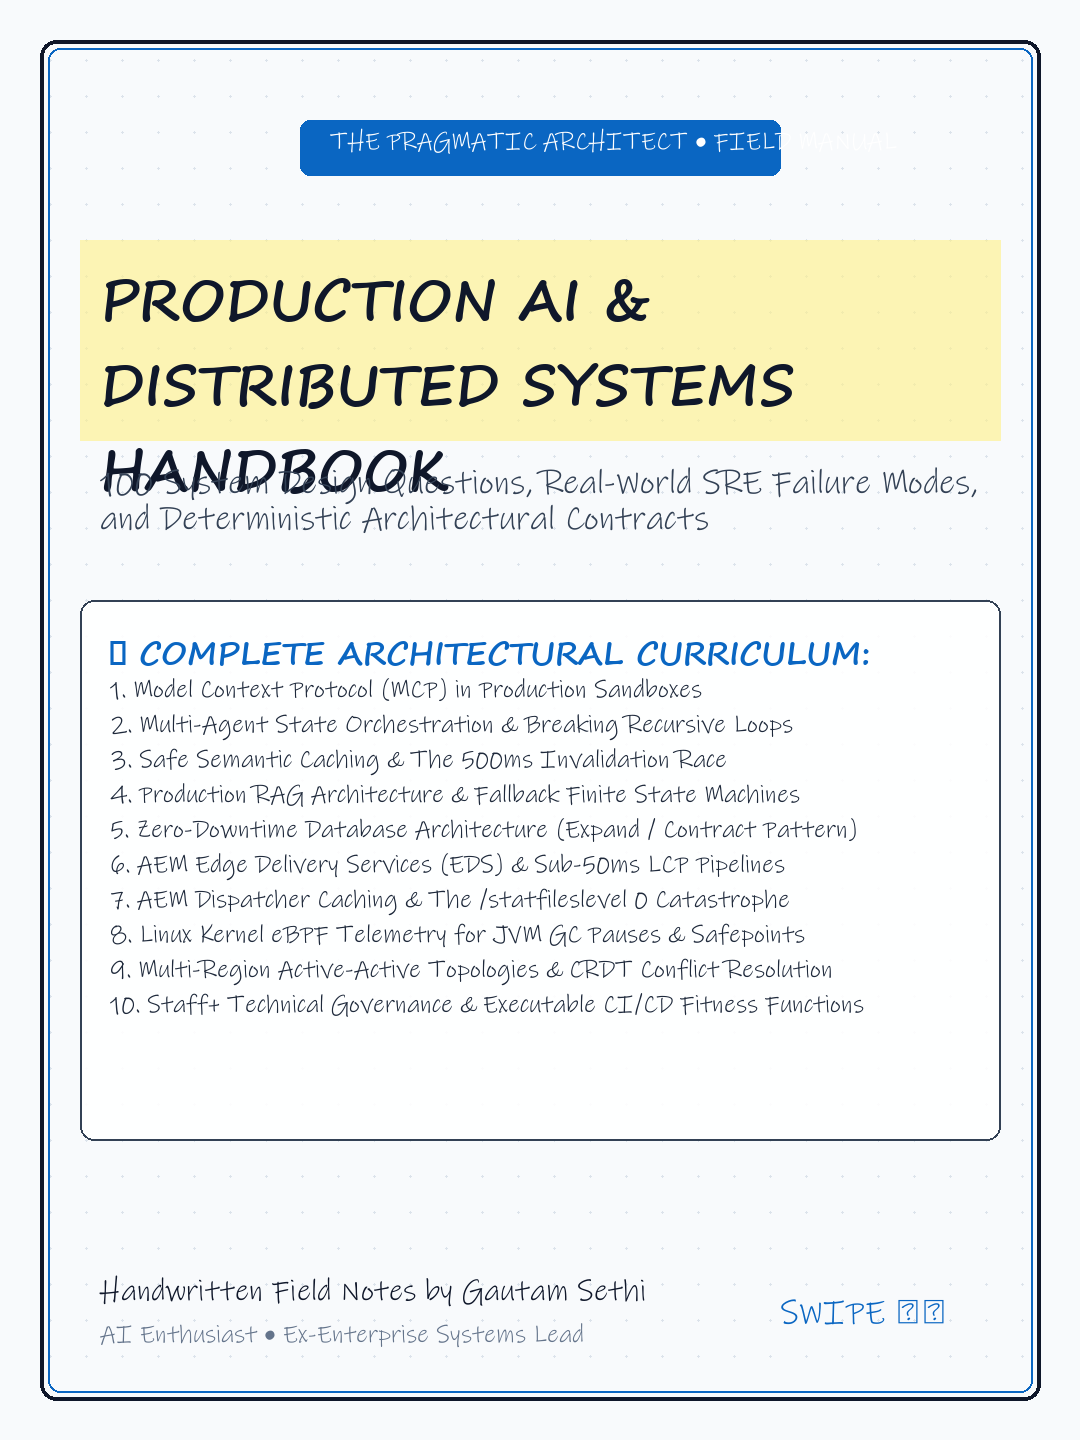 THE PRAGMATIC ARCHITECT • FIELD MANUAL
PRODUCTION AI &
DISTRIBUTED SYSTEMS
HANDBOOK
100 System Design Questions, Real-World SRE Failure Modes,
and Deterministic Architectural Contracts
COMPLETE ARCHITECTURAL CURRICULUM:
1. Model Context Protocol (MCP) in Production Sandboxes
2. Multi-Agent State Orchestration & Breaking Recursive Loops
3. Safe Semantic Caching & The 500ms Invalidation Race
4. Production RAG Architecture & Fallback Finite State Machines
5. Zero-Downtime Database Architecture (Expand / Contract Pattern)
6. AEM Edge Delivery Services (EDS) & Sub-50ms LCP Pipelines
7. AEM Dispatcher Caching & The /statfileslevel 0 Catastrophe
8. Linux Kernel eBPF Telemetry for JVM GC Pauses & Safepoints
9. Multi-Region Active-Active Topologies & CRDT Conflict Resolution
10. Staff+ Technical Governance & Executable CI/CD Fitness Functions
Handwritten Field Notes by Gautam Sethi
AI Enthusiast • Ex-Enterprise Systems Lead
SWIPE